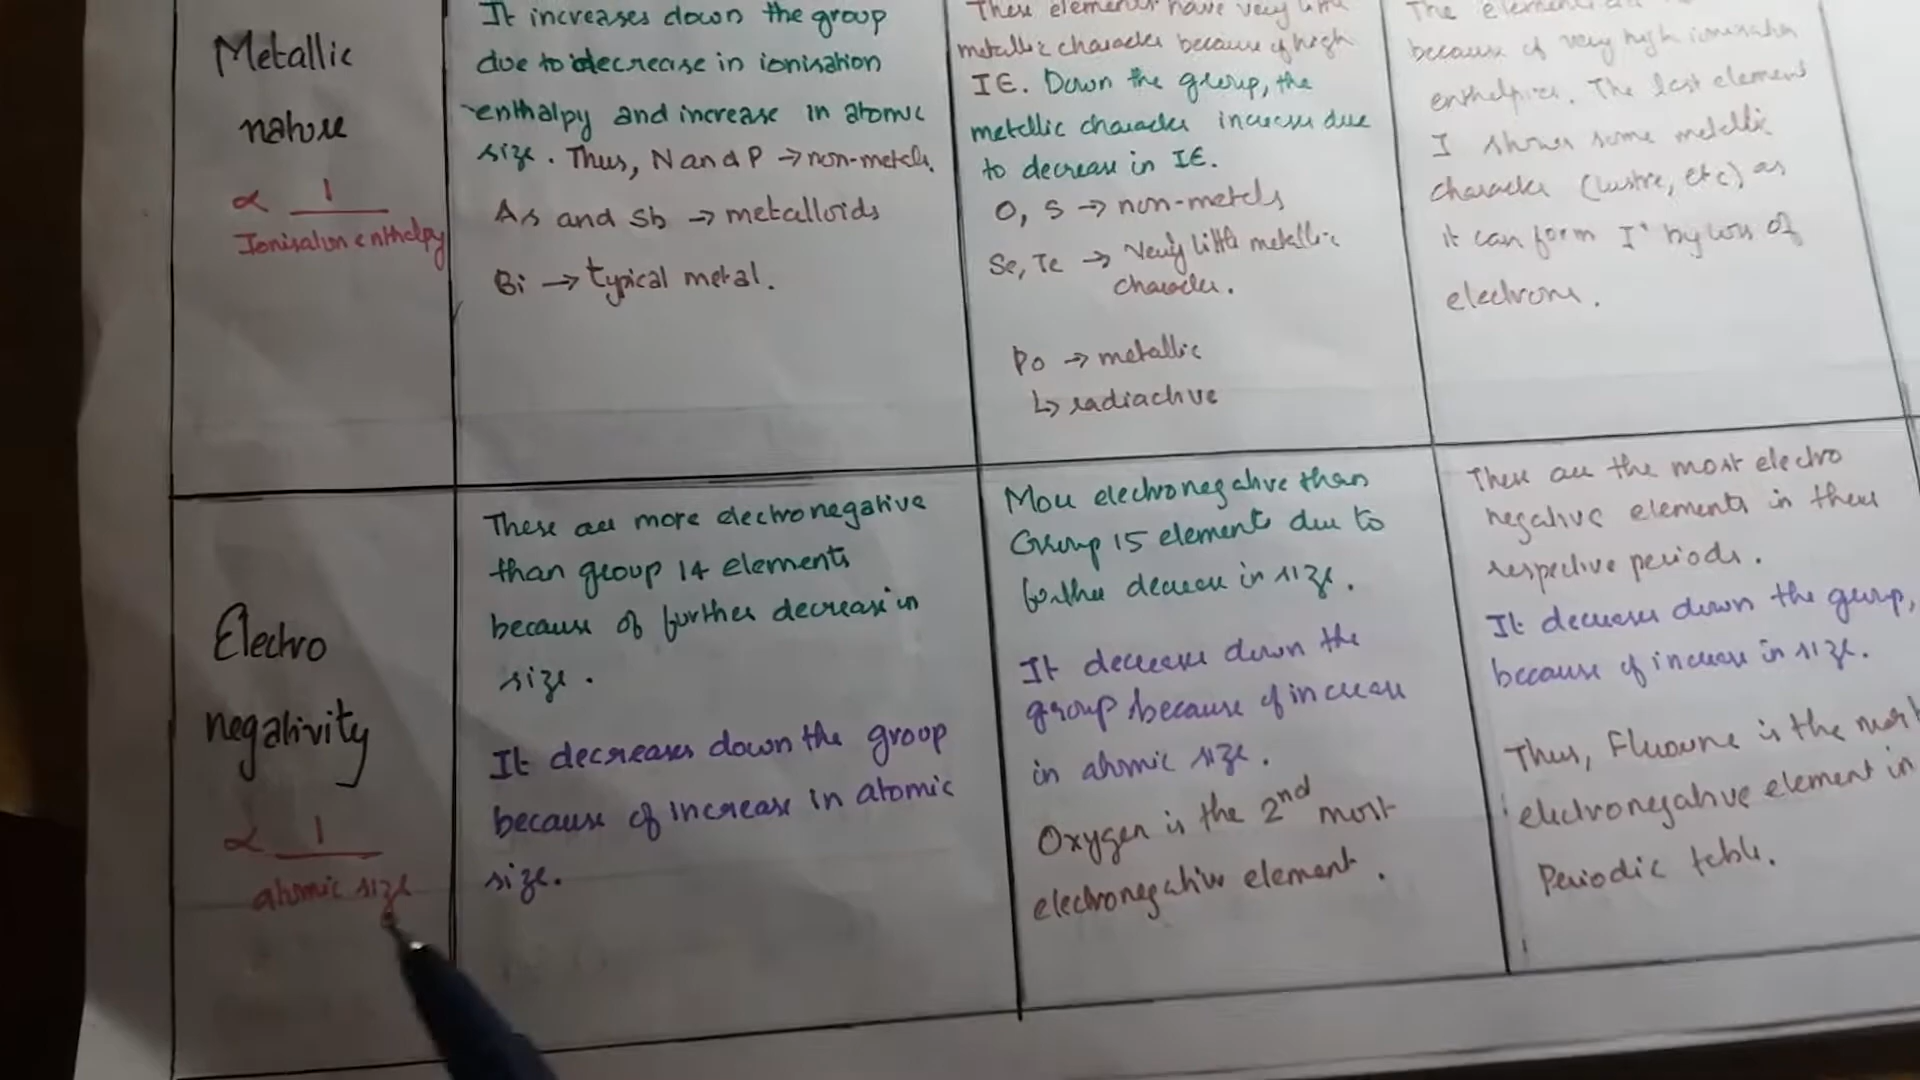 Metallic
nature
∝ 1
Ionisation enthalpy
It increases down the group
due to decrease in ionisation
enthalpy and increase in atomic
size. Thus, N and P → non-metals.
As and Sb → metalloids
Bi → typical metal.
These elements have very little
metallic character because of high
IE. Down the group, the
metallic character increases due
to decrease in IE.
O, S → non-metals
Se, Te → Very little metallic
character.
Po → metallic
↳ radioactive
The elements
because of very high ionisation
enthalpies. The last element
I shows some metallic
character (lustre, etc) as
it can form I⁺ by loss of
electrons.
Electro
negativity
∝ 1
atomic size
These are more electronegative
than group 14 elements
because of further decrease in
size.
It decreases down the group
because of increase in atomic
size.
More electronegative than
Group 15 elements due to
further decrease in size.
It decrease down the
group because of increase
in atomic size.
Oxygen is the 2nd most
electronegative element.
These are the most electro
negative elements in their
respective periods.
It decreases down the group,
because of increase in size.
Thus, Fluorine is the most
electronegative element in
Periodic table.